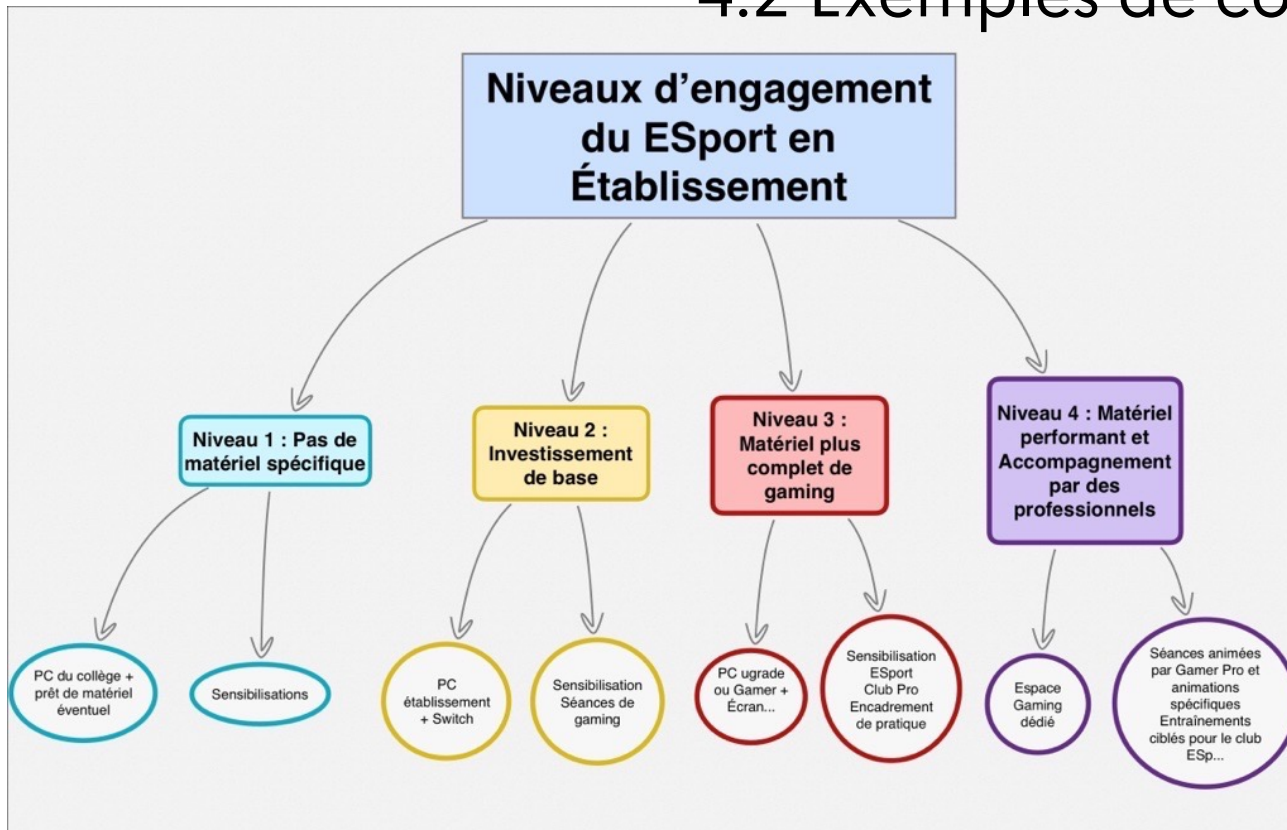 4.2 Exemples de co
Niveaux d’engagement
du ESport en
Établissement
Niveau 1 : Pas de
matériel spécifique
Niveau 2 :
Investissement
de base
Niveau 3 :
Matériel plus
complet de
gaming
Niveau 4 : Matériel
performant et
Accompagnement
par des
professionnels
PC du collège +
prêt de matériel
éventuel
Sensibilisations
PC
établissement
+ Switch
Sensibilisation
Séances de
gaming
PC ugrade
ou Gamer +
Écran...
Sensibilisation
ESport
Club Pro
Encadrement
de pratique
Espace
Gaming
dédié
Séances animées
par Gamer Pro et
animations
spécifiques
Entraînements
ciblés pour le club
ESp...